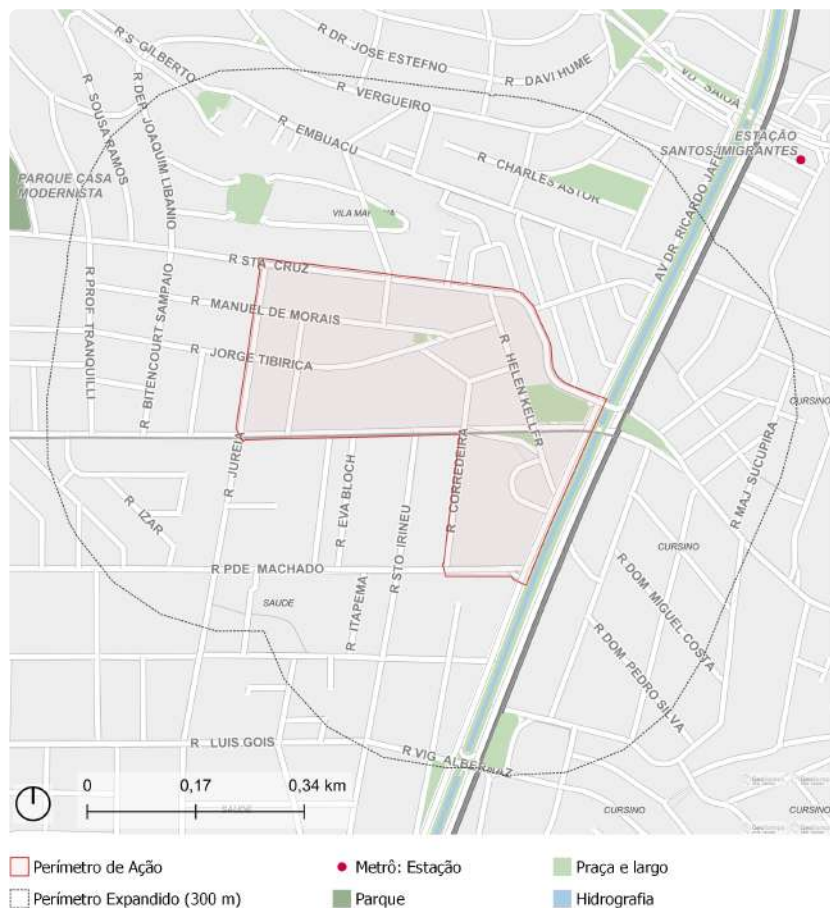 R S. GILBERTO
R DR. JOSE ESTEFNO
R DAVI HUME
R VERGUEIRO
VD. SAIOA
R SOUSA RAMOS
R DEP. JOAQUIM LIBANIO
R EMBUACU
ESTAÇÃO
SANTOS-IMIGRANTES
R CHARLES ASTOR
PARQUE CASA
MODERNISTA
AV DR. RICARDO JAFET
R STA. CRUZ
R MANUEL DE MORAIS
R PROF. TRANQUILLI
R BITENCOURT SAMPAIO
R JORGE TIBIRICA
R HELEN KELLER
CURSINO
R MAJ. SUCUPIRA
R JUREIA
R CORREDEIRA
R EVA BLOCH
R IZAR
R STO. IRINEU
CURSINO
R PDE. MACHADO
R DOM MIGUEL COSTA
SAUDE
R ITAPEMA
R DOM PEDRO SILVA
R LUIS GOIS
R VIG. ALBERNAZ
0 0,17 0,34 km
SAUDE
CURSINO
CURSINO
Perímetro de Ação
Metrô: Estação
Praça e largo
Perímetro Expandido (300 m)
Parque
Hidrografia